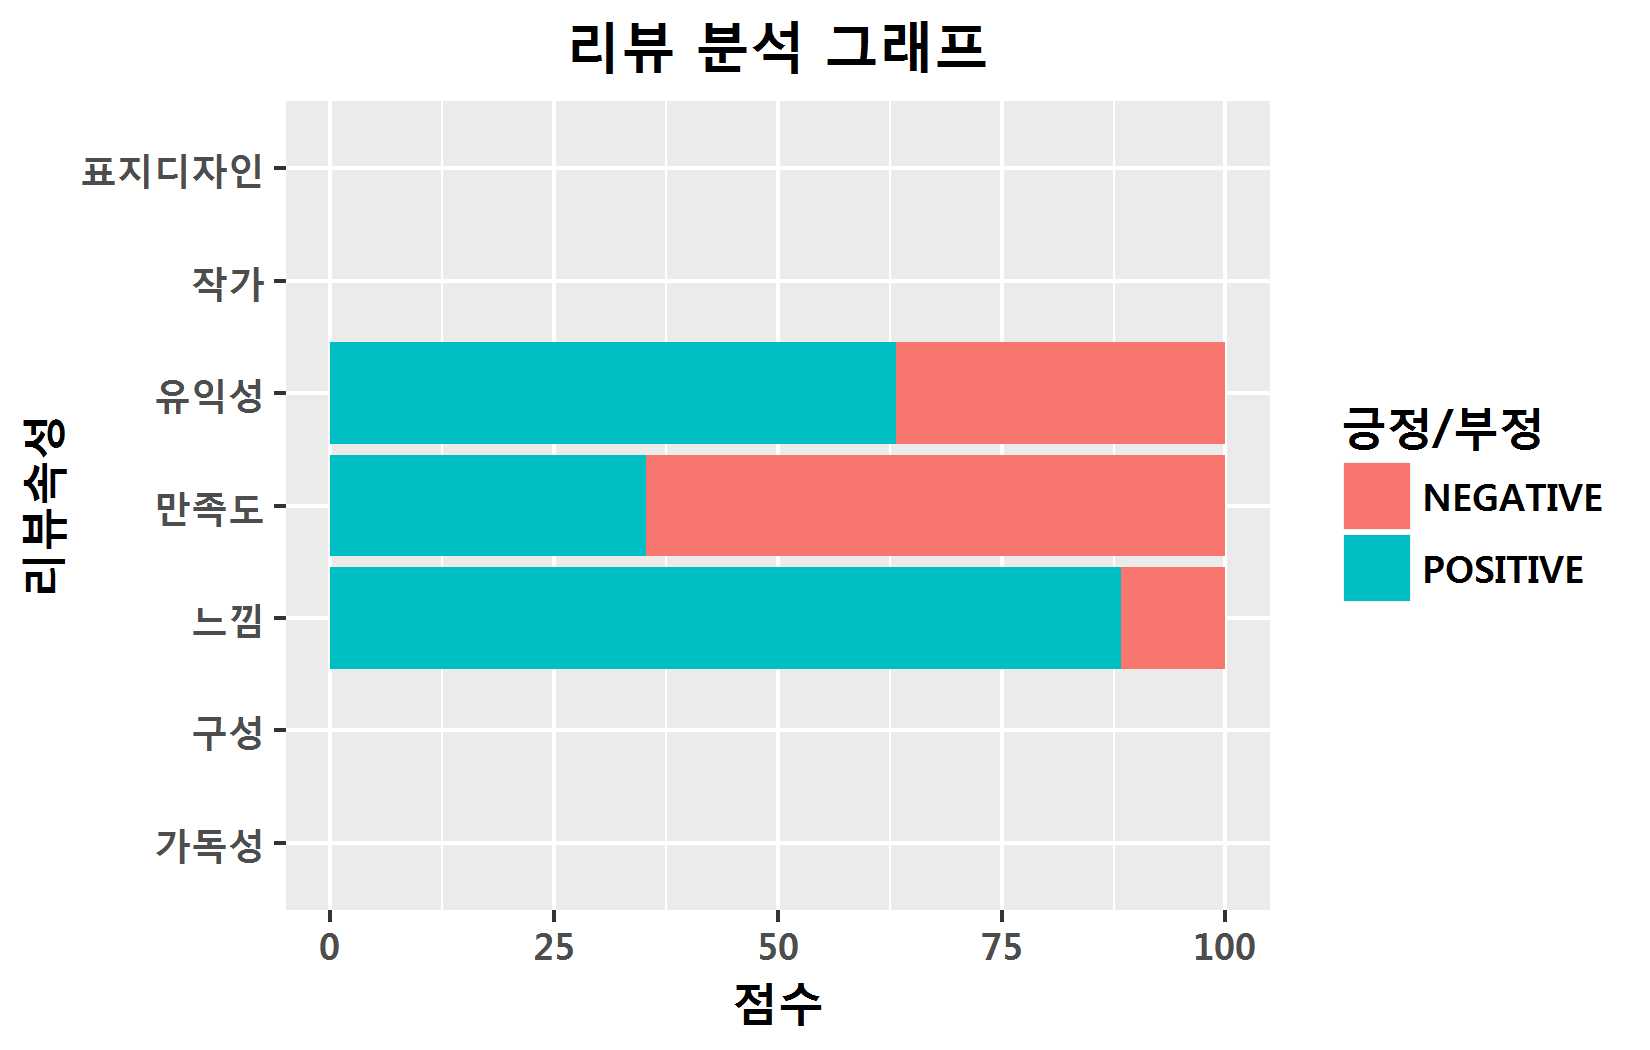 리뷰 분석 그래프
표지디자인
작가
유익성
만족도
느낌
구성
가독성
리뷰속성
0 25 50 75 100
점수
긍정/부정
NEGATIVE
POSITIVE